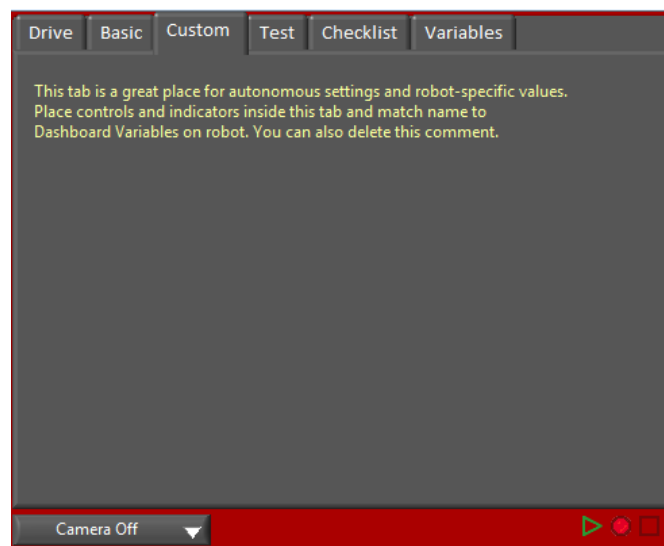 Drive Basic Custom Test Checklist Variables
This tab is a great place for autonomous settings and robot-specific values.
Place controls and indicators inside this tab and match name to
Dashboard Variables on robot. You can also delete this comment.
Camera Off